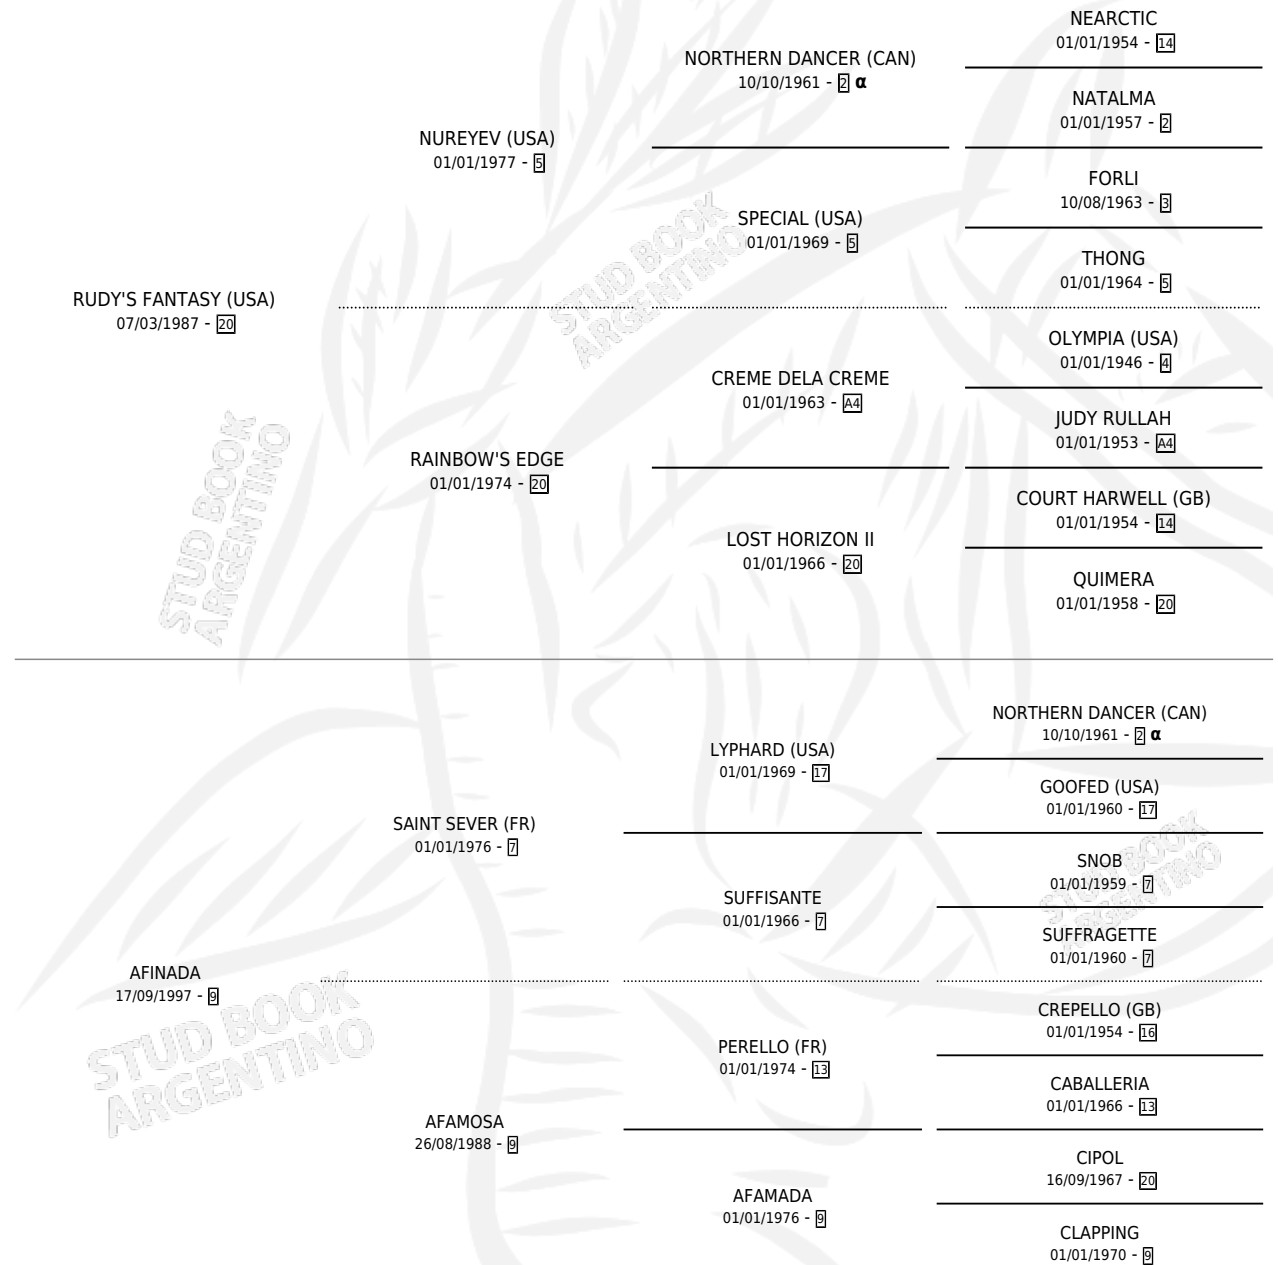 NEARCTIC
01/01/1954 - 14
NORTHERN DANCER (CAN)
10/10/1961 - 2 α
NATALMA
01/01/1957 - 2
NUREYEV (USA)
01/01/1977 - 5
FORLI
10/08/1963 - 3
SPECIAL (USA)
01/01/1969 - 5
THONG
01/01/1964 - 5
RUDY'S FANTASY (USA)
07/03/1987 - 20
OLYMPIA (USA)
01/01/1946 - 4
CREME DELA CREME
01/01/1963 - A4
JUDY RULLAH
01/01/1953 - A4
RAINBOW'S EDGE
01/01/1974 - 20
COURT HARWELL (GB)
01/01/1954 - 14
LOST HORIZON II
01/01/1966 - 20
QUIMERA
01/01/1958 - 20
STUD BOOK
ARGENTINO
STUD BOOK
ARGENTINO
NORTHERN DANCER (CAN)
10/10/1961 - 2 α
LYPHARD (USA)
01/01/1969 - 17
GOOFED (USA)
01/01/1960 - 17
SAINT SEVER (FR)
01/01/1976 - 7
SNOB
01/01/1959 - 7
SUFFISANTE
01/01/1966 - 7
SUFFRAGETTE
01/01/1960 - 7
AFINADA
17/09/1997 - 9
CREPELLO (GB)
01/01/1954 - 16
PERELLO (FR)
01/01/1974 - 13
CABALLERIA
01/01/1966 - 13
AFAMOSA
26/08/1988 - 9
CIPOL
16/09/1967 - 20
AFAMADA
01/01/1976 - 9
CLAPPING
01/01/1970 - 9
STUD BOOK
ARGENTINO
STUD BOOK
ARGENTINO